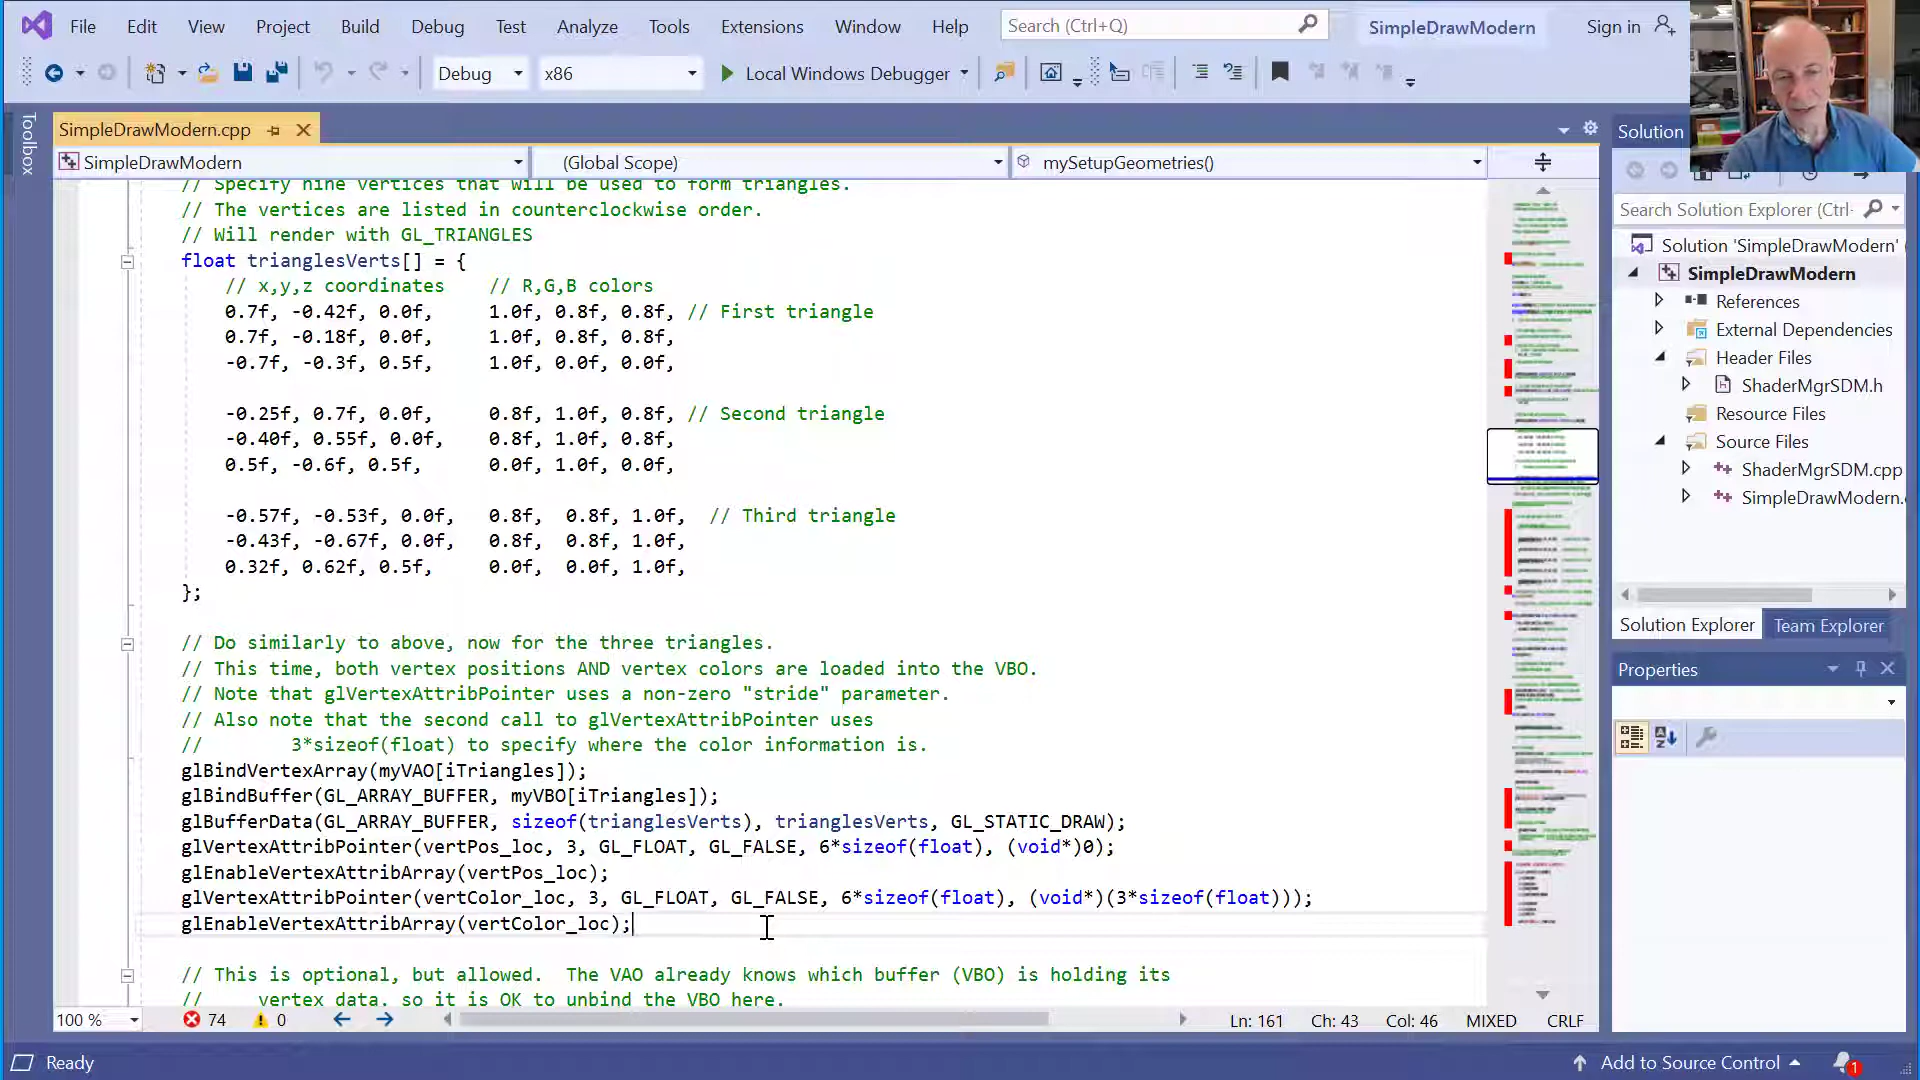 File Edit View Project Build Debug Test Analyze Tools Extensions Window Help Search (Ctrl+Q) SimpleDrawModern Sign in
Debug x86 Local Windows Debugger
Toolbox
SimpleDrawModern.cpp
SimpleDrawModern (Global Scope) mySetupGeometries()
// Specify nine vertices that will be used to form triangles.
// The vertices are listed in counterclockwise order.
// Will render with GL_TRIANGLES
float trianglesVerts[] = {
// x,y,z coordinates // R,G,B colors
0.7f, -0.42f, 0.0f, 1.0f, 0.8f, 0.8f, // First triangle
0.7f, -0.18f, 0.0f, 1.0f, 0.8f, 0.8f,
-0.7f, -0.3f, 0.5f, 1.0f, 0.0f, 0.0f,
-0.25f, 0.7f, 0.0f, 0.8f, 1.0f, 0.8f, // Second triangle
-0.40f, 0.55f, 0.0f, 0.8f, 1.0f, 0.8f,
0.5f, -0.6f, 0.5f, 0.0f, 1.0f, 0.0f,
-0.57f, -0.53f, 0.0f, 0.8f, 0.8f, 1.0f, // Third triangle
-0.43f, -0.67f, 0.0f, 0.8f, 0.8f, 1.0f,
0.32f, 0.62f, 0.5f, 0.0f, 0.0f, 1.0f,
};
// Do similarly to above, now for the three triangles.
// This time, both vertex positions AND vertex colors are loaded into the VBO.
// Note that glVertexAttribPointer uses a non-zero "stride" parameter.
// Also note that the second call to glVertexAttribPointer uses
// 3*sizeof(float) to specify where the color information is.
glBindVertexArray(myVAO[iTriangles]);
glBindBuffer(GL_ARRAY_BUFFER, myVBO[iTriangles]);
glBufferData(GL_ARRAY_BUFFER, sizeof(trianglesVerts), trianglesVerts, GL_STATIC_DRAW);
glVertexAttribPointer(vertPos_loc, 3, GL_FLOAT, GL_FALSE, 6*sizeof(float), (void*)0);
glEnableVertexAttribArray(vertPos_loc);
glVertexAttribPointer(vertColor_loc, 3, GL_FLOAT, GL_FALSE, 6*sizeof(float), (void*)(3*sizeof(float)));
glEnableVertexAttribArray(vertColor_loc);
// This is optional, but allowed. The VAO already knows which buffer (VBO) is holding its
// vertex data, so it is OK to unbind the VBO here.
100 % 74 0 Ln: 161 Ch: 43 Col: 46 MIXED CRLF
Solution
Search Solution Explorer (Ctrl-
Solution 'SimpleDrawModern' (
SimpleDrawModern
References
External Dependencies
Header Files
ShaderMgrSDM.h
Resource Files
Source Files
ShaderMgrSDM.cpp
SimpleDrawModern.
Solution Explorer Team Explorer
Properties
Ready Add to Source Control 1